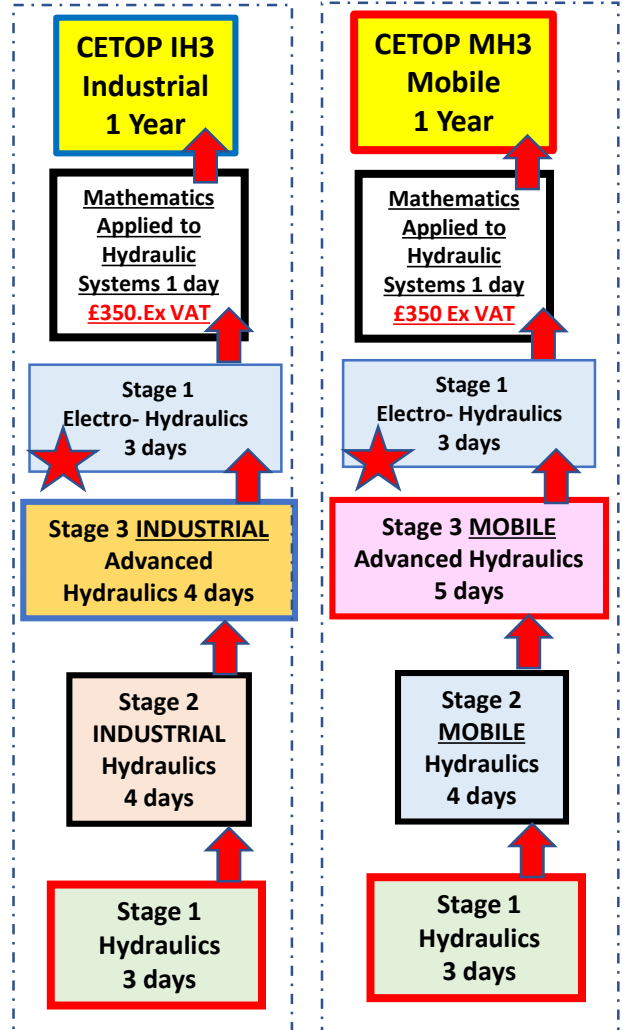 CETOP IH3
Industrial
1 Year
Mathematics
Applied to
Hydraulic
Systems 1 day
£350.Ex VAT
Stage 1
Electro- Hydraulics
3 days
Stage 3 INDUSTRIAL
Advanced
Hydraulics 4 days
Stage 2
INDUSTRIAL
Hydraulics
4 days
Stage 1
Hydraulics
3 days
CETOP MH3
Mobile
1 Year
Mathematics
Applied to
Hydraulic
Systems 1 day
£350 Ex VAT
Stage 1
Electro- Hydraulics
3 days
Stage 3 MOBILE
Advanced Hydraulics
5 days
Stage 2
MOBILE
Hydraulics
4 days
Stage 1
Hydraulics
3 days